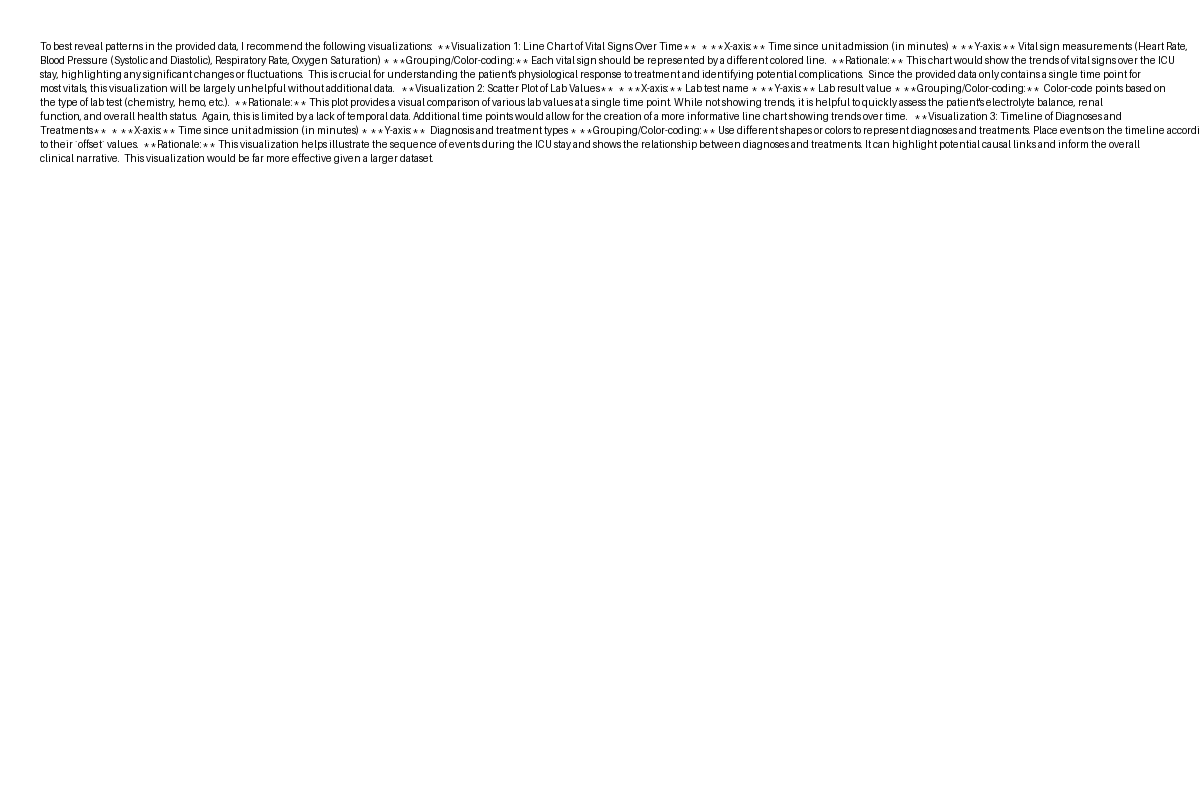 To best reveal patterns in the provided data, I recommend the following visualizations:  **Visualization 1: Line Chart of Vital Signs Over Time**  * **X-axis:** Time since unit admission (in minutes) * **Y-axis:** Vital sign measurements (Heart Rate,
Blood Pressure (Systolic and Diastolic), Respiratory Rate, Oxygen Saturation) * **Grouping/Color-coding:** Each vital sign should be represented by a different colored line.  **Rationale:** This chart would show the trends of vital signs over the ICU
stay, highlighting any significant changes or fluctuations.  This is crucial for understanding the patient's physiological response to treatment and identifying potential complications.  Since the provided data only contains a single time point for
most vitals, this visualization will be largely unhelpful without additional data.   **Visualization 2: Scatter Plot of Lab Values**  * **X-axis:** Lab test name * **Y-axis:** Lab result value * **Grouping/Color-coding:**  Color-code points based on
the type of lab test (chemistry, hemo, etc.).  **Rationale:** This plot provides a visual comparison of various lab values at a single time point. While not showing trends, it is helpful to quickly assess the patient's electrolyte balance, renal
function, and overall health status.  Again, this is limited by a lack of temporal data. Additional time points would allow for the creation of a more informative line chart showing trends over time.   **Visualization 3: Timeline of Diagnoses and
Treatments**  * **X-axis:** Time since unit admission (in minutes) * **Y-axis:**  Diagnosis and treatment types * **Grouping/Color-coding:** Use different shapes or colors to represent diagnoses and treatments. Place events on the timeline accordi
to their `offset` values.  **Rationale:** This visualization helps illustrate the sequence of events during the ICU stay and shows the relationship between diagnoses and treatments. It can highlight potential causal links and inform the overall
clinical narrative.  This visualization would be far more effective given a larger dataset.